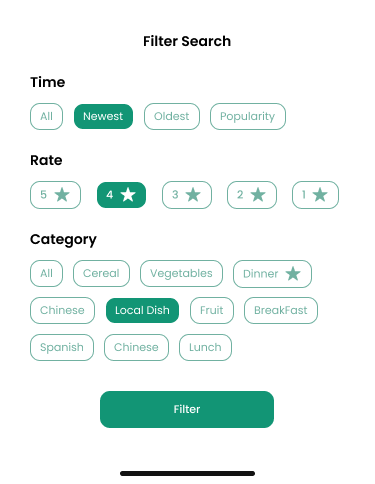 Filter Search
Time
All Newest Oldest Popularity
Rate
5 4 3 2 1
Category
All Cereal Vegetables Dinner
Chinese Local Dish Fruit BreakFast
Spanish Chinese Lunch
Filter